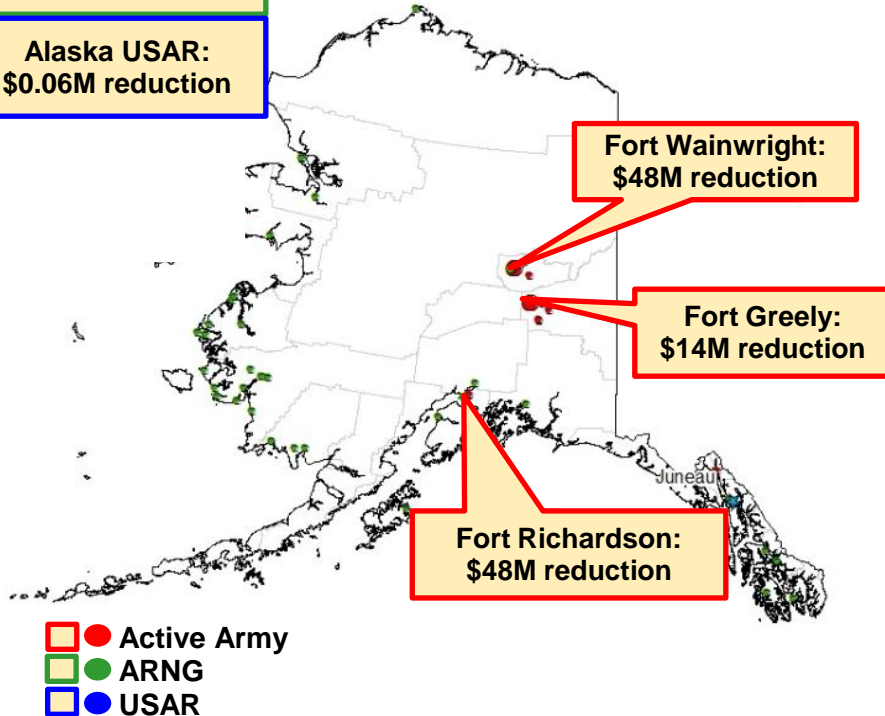 Alaska USAR:
$0.06M reduction
Fort Wainwright:
$48M reduction
Fort Greely:
$14M reduction
Juneau
Fort Richardson:
$48M reduction
Active Army
ARNG
USAR